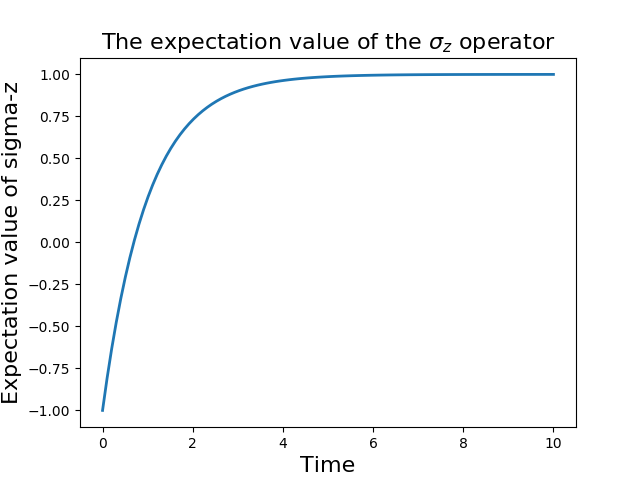 The expectation value of the σz operator
Expectation value of sigma-z
1.00
0.75
0.50
0.25
0.00
−0.25
−0.50
−0.75
−1.00
0 2 4 6 8 10
Time